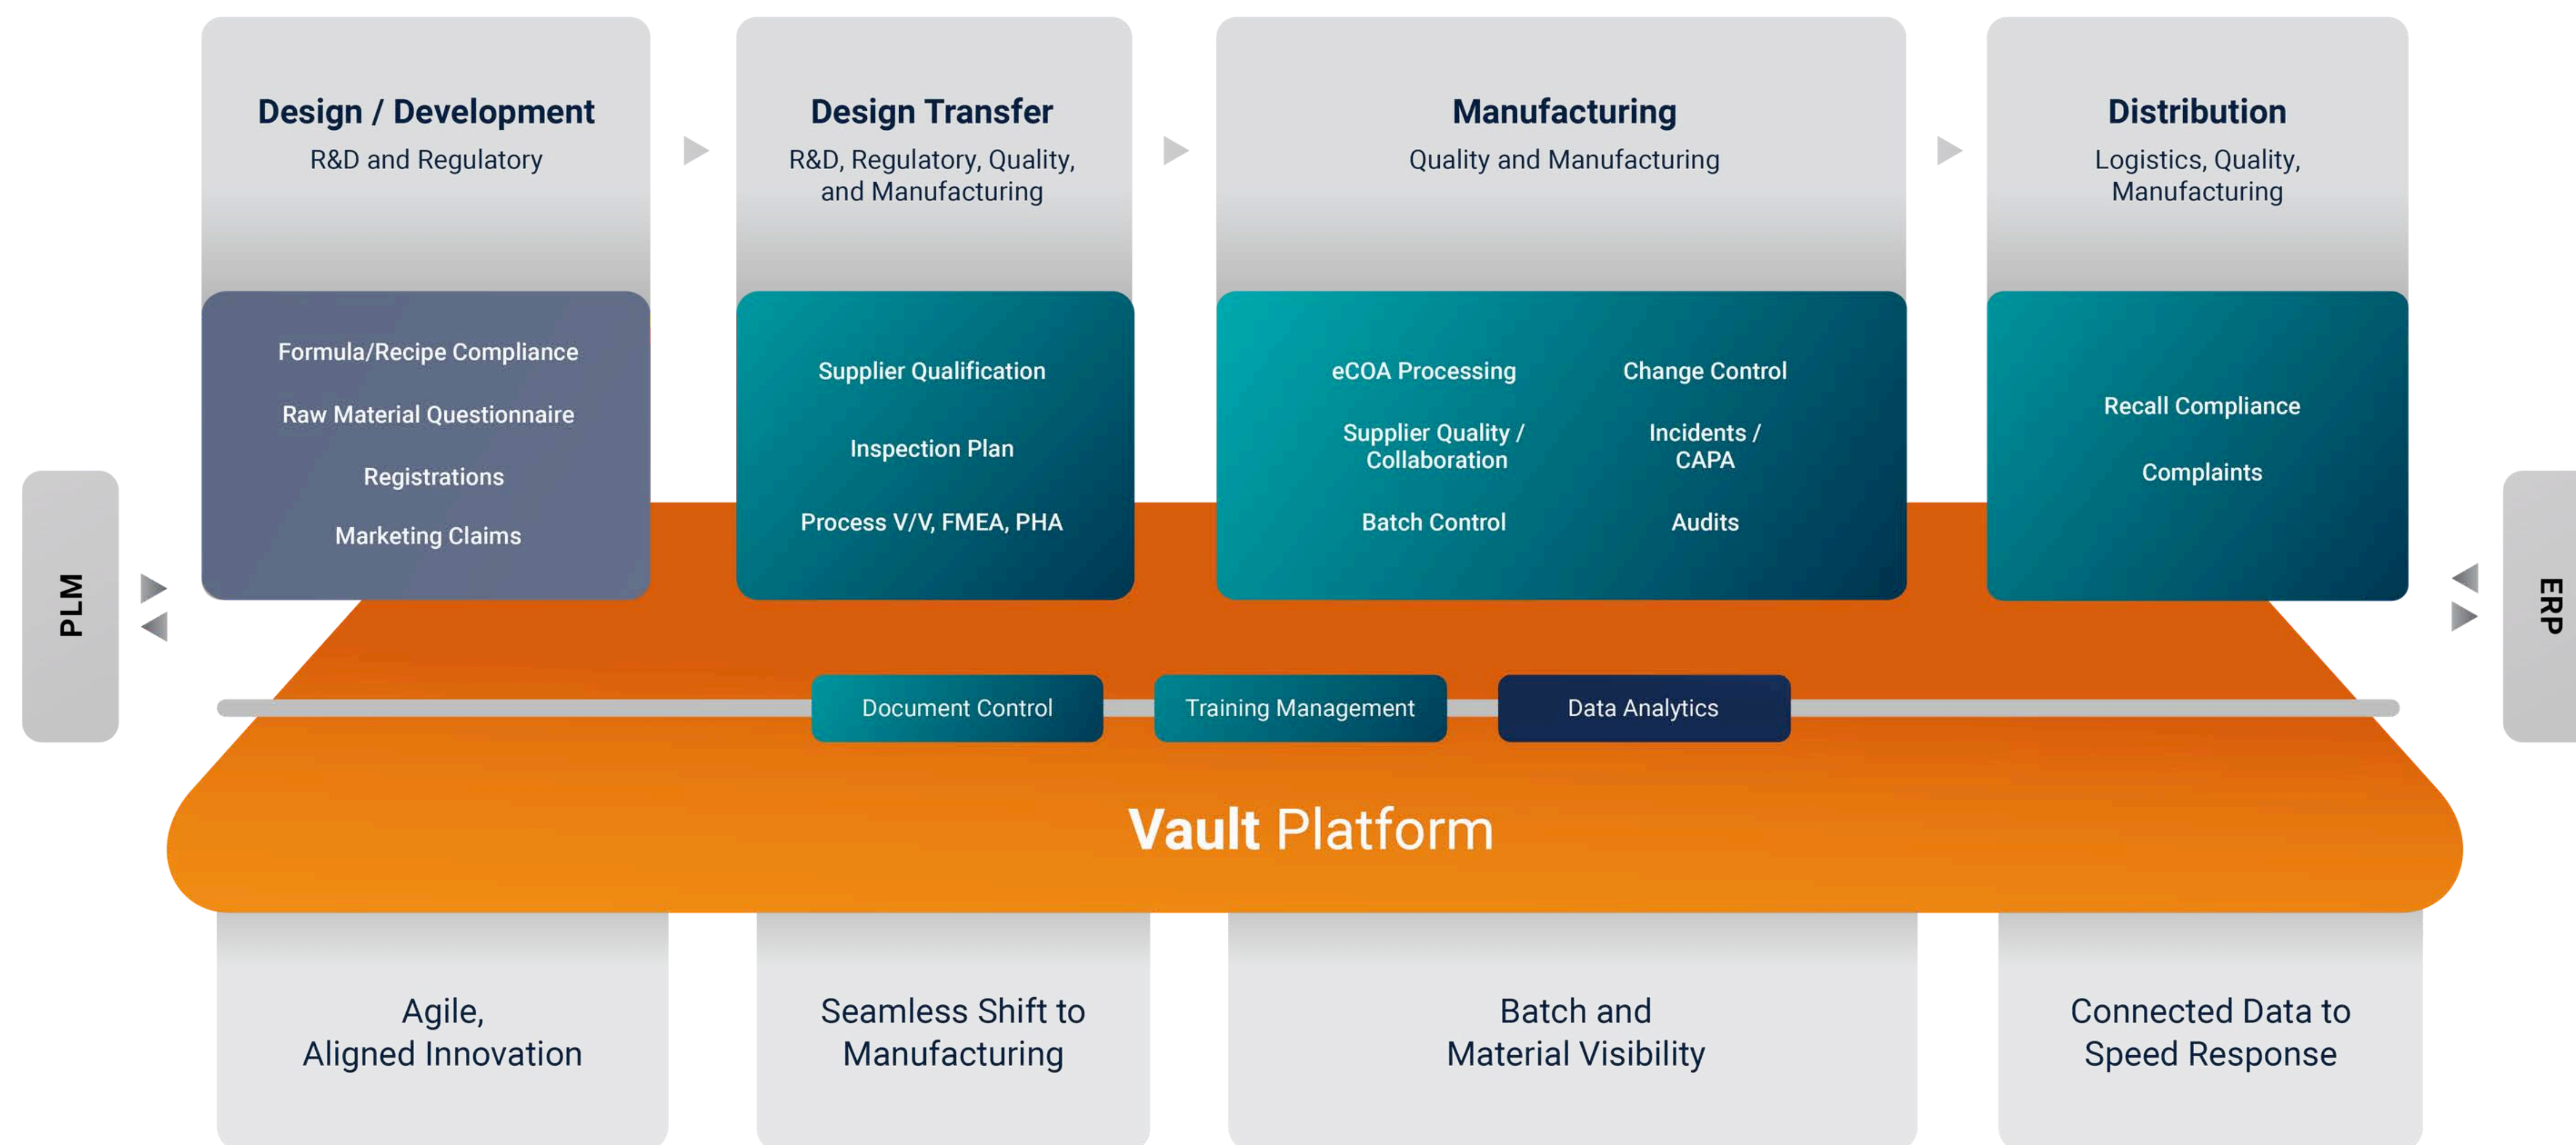 Design / Development
R&D and Regulatory
Design Transfer
R&D, Regulatory, Quality,
and Manufacturing
Manufacturing
Quality and Manufacturing
Distribution
Logistics, Quality,
Manufacturing
Formula/Recipe Compliance
Raw Material Questionnaire
Registrations
Marketing Claims
Supplier Qualification
Inspection Plan
Process V/V, FMEA, PHA
eCOA Processing
Supplier Quality /
Collaboration
Batch Control
Change Control
Incidents /
CAPA
Audits
Recall Compliance
Complaints
PLM
ERP
Document Control
Training Management
Data Analytics
Vault Platform
Agile,
Aligned Innovation
Seamless Shift to
Manufacturing
Batch and
Material Visibility
Connected Data to
Speed Response